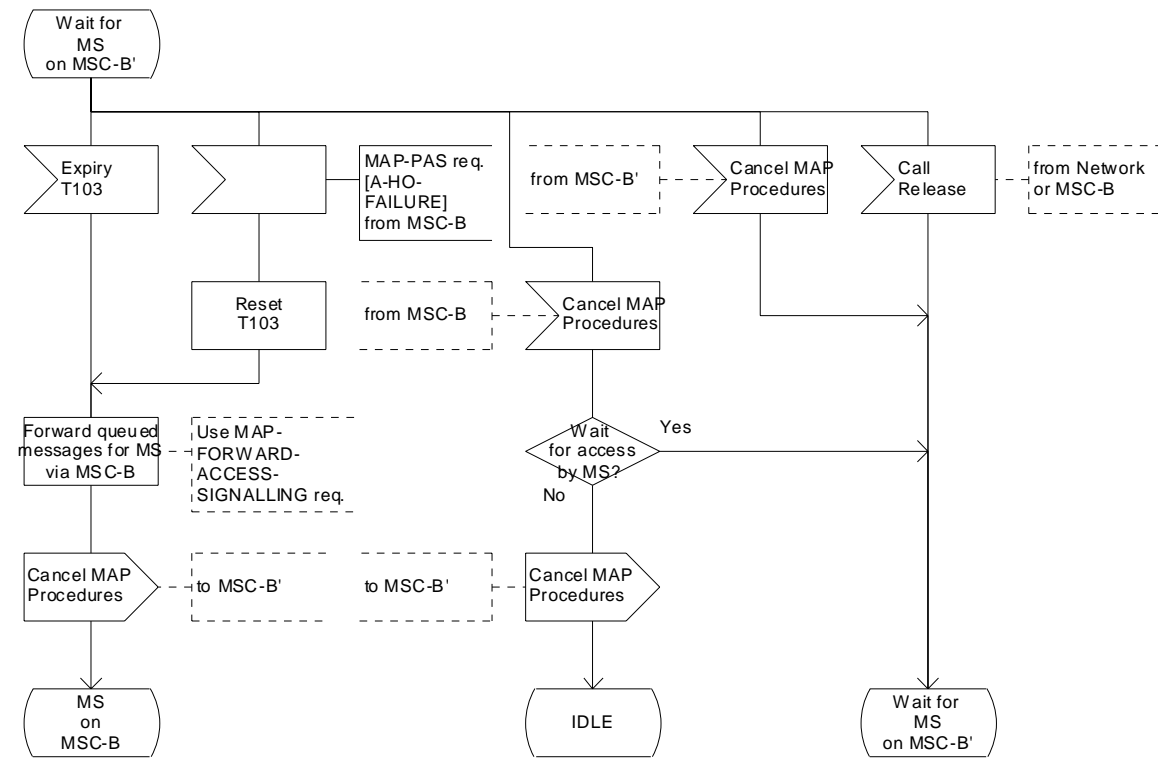 Wait for
MS
on MSC-B'
Expiry
T103
MAP-PAS req.
[A-HO-
FAILURE]
from MSC-B
from MSC-B'
Cancel MAP
Procedures
Call
Release
from Network
or MSC-B
Reset
T103
from MSC-B
Cancel MAP
Procedures
Forward queued
messages for MS
via MSC-B
Use MAP-
FORWARD-
ACCESS-
SIGNALLING req.
Wait
for access
by MS?
Yes
No
Cancel MAP
Procedures
to MSC-B'
to MSC-B'
Cancel MAP
Procedures
MS
on
MSC-B
IDLE
Wait for
MS
on MSC-B'